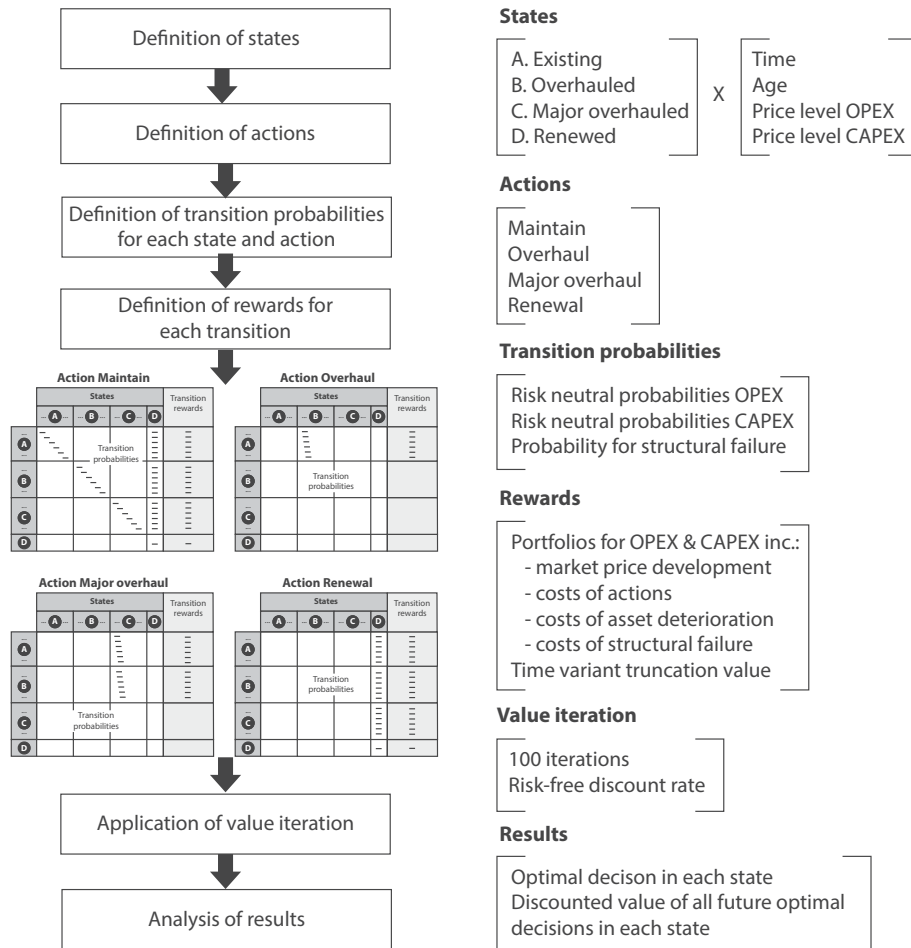 Definition of states
Definition of actions
Definition of transition probabilities
for each state and action
Definition of rewards for
each transition
Action Maintain
States
Transition
rewards
... A ...
... B ...
... C ...
D
... A ...
... B ...
... C ...
D
Transition
probabilities
Action Overhaul
States
Transition
rewards
... A ...
... B ...
... C ...
D
... A ...
... B ...
... C ...
D
Transition
probabilities
Action Major overhaul
States
Transition
rewards
... A ...
... B ...
... C ...
D
... A ...
... B ...
... C ...
D
Transition
probabilities
Action Renewal
States
Transition
rewards
... A ...
... B ...
... C ...
D
... A ...
... B ...
... C ...
D
Transition
probabilities
Application of value iteration
Analysis of results
States
A. Existing
B. Overhauled
C. Major overhauled
D. Renewed
X
Time
Age
Price level OPEX
Price level CAPEX
Actions
Maintain
Overhaul
Major overhaul
Renewal
Transition probabilities
Risk neutral probabilities OPEX
Risk neutral probabilities CAPEX
Probability for structural failure
Rewards
Portfolios for OPEX & CAPEX inc.:
- market price development
- costs of actions
- costs of asset deterioration
- costs of structural failure
Time variant truncation value
Value iteration
100 iterations
Risk-free discount rate
Results
Optimal decison in each state
Discounted value of all future optimal
decisions in each state